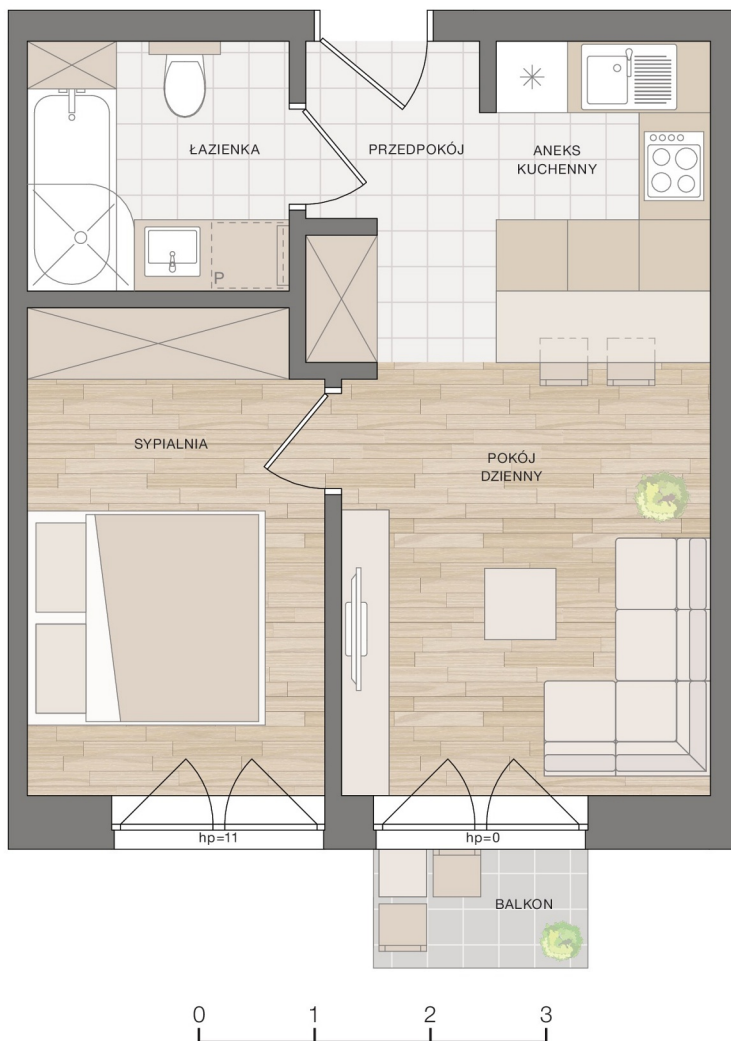 ŁAZIENKA
PRZEDPOKÓJ
ANEKS
KUCHENNY
P
SYPIALNIA
POKÓJ
DZIENNY
hp=11
hp=0
BALKON
0 1 2 3